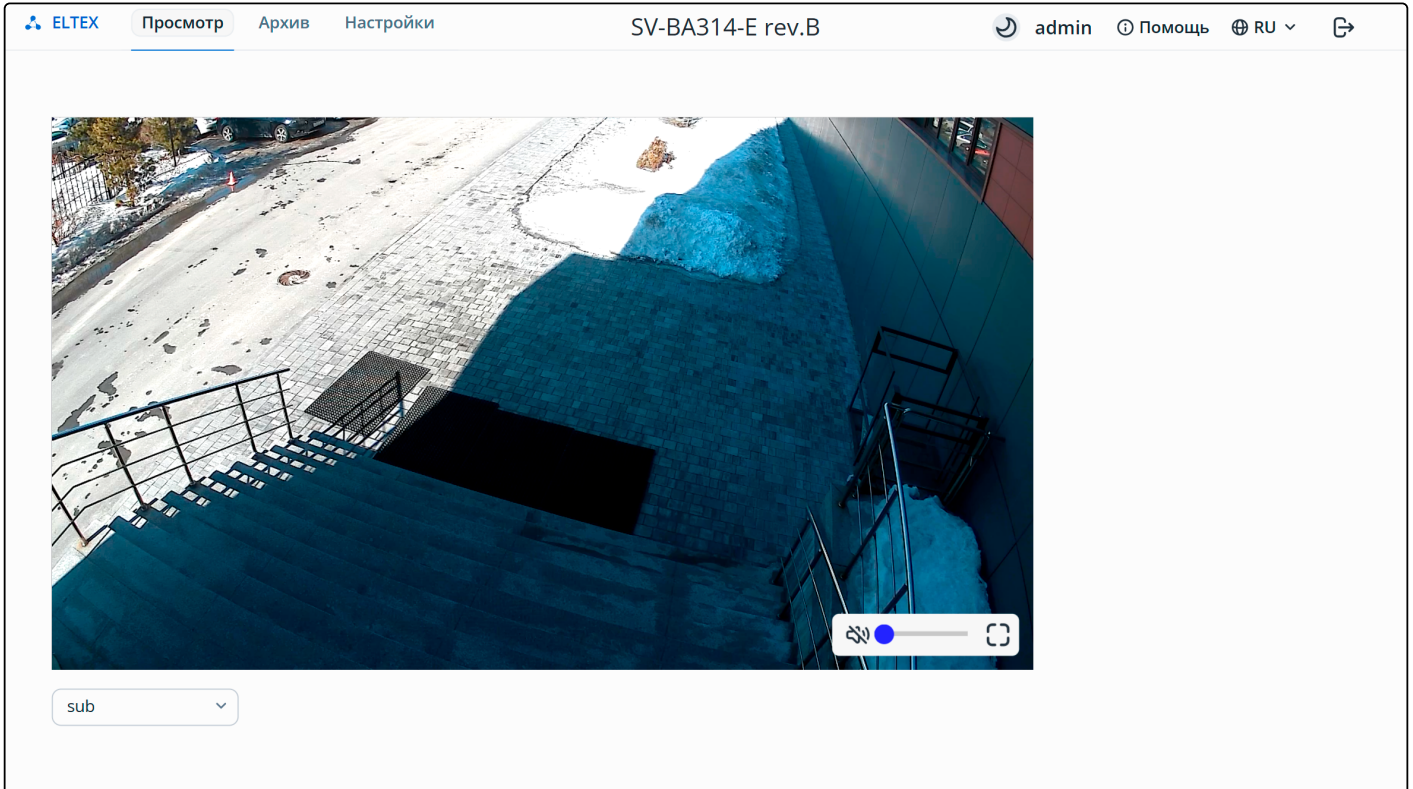 ELTEX
Просмотр
Архив
Настройки
SV-BA314-E rev.B
admin
Помощь
RU
sub